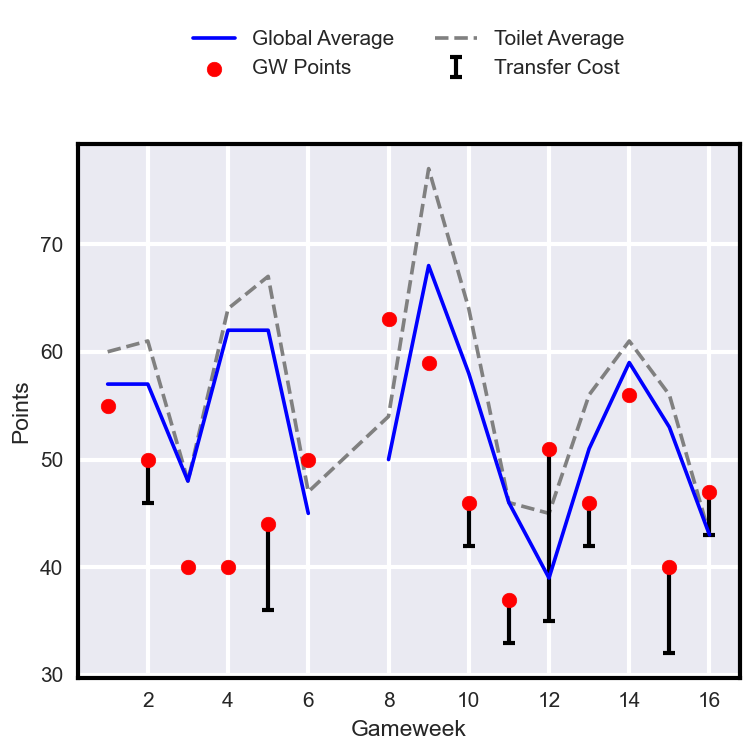 Global Average
Toilet Average
GW Points
Transfer Cost
70
60
50
40
30
Points
2 4 6 8 10 12 14 16
Gameweek